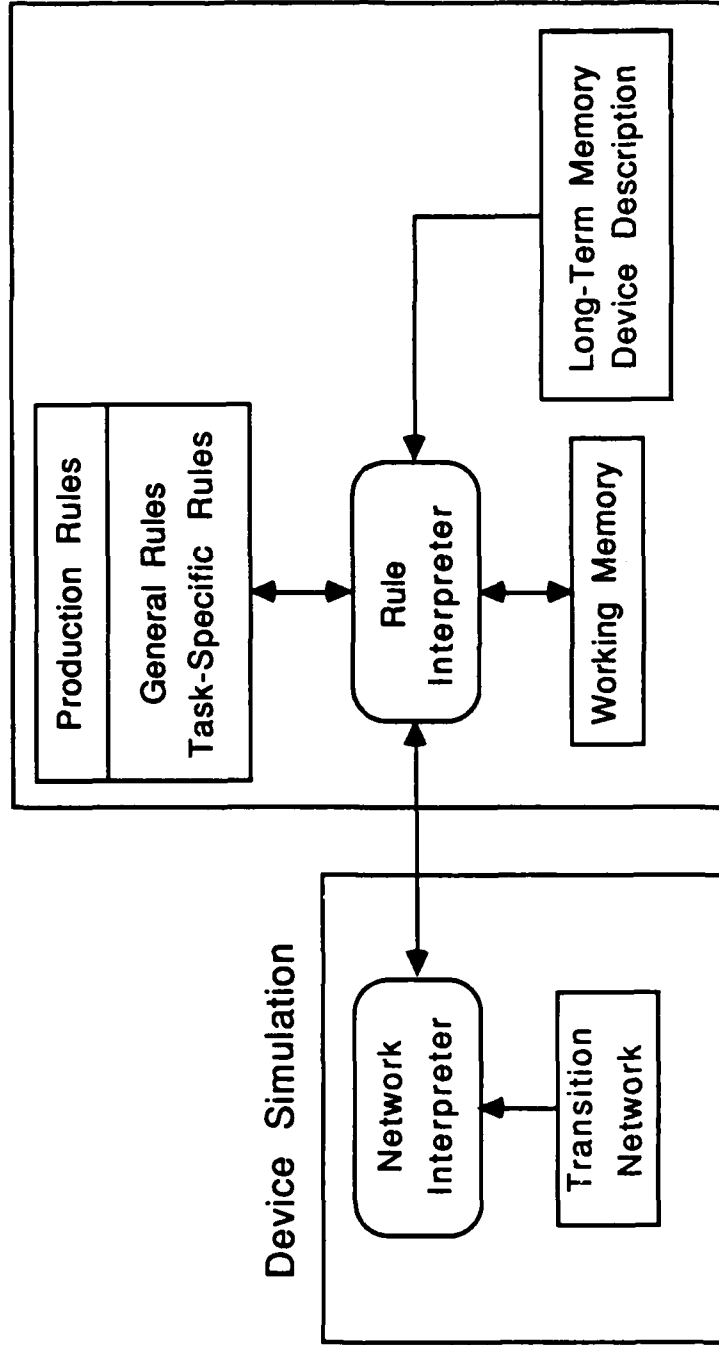 Device Simulation
Network
Interpreter
Transition
Network
Production Rules
General Rules
Task-Specific Rules
Rule
Interpreter
Working Memory
Long-Term Memory
Device Description